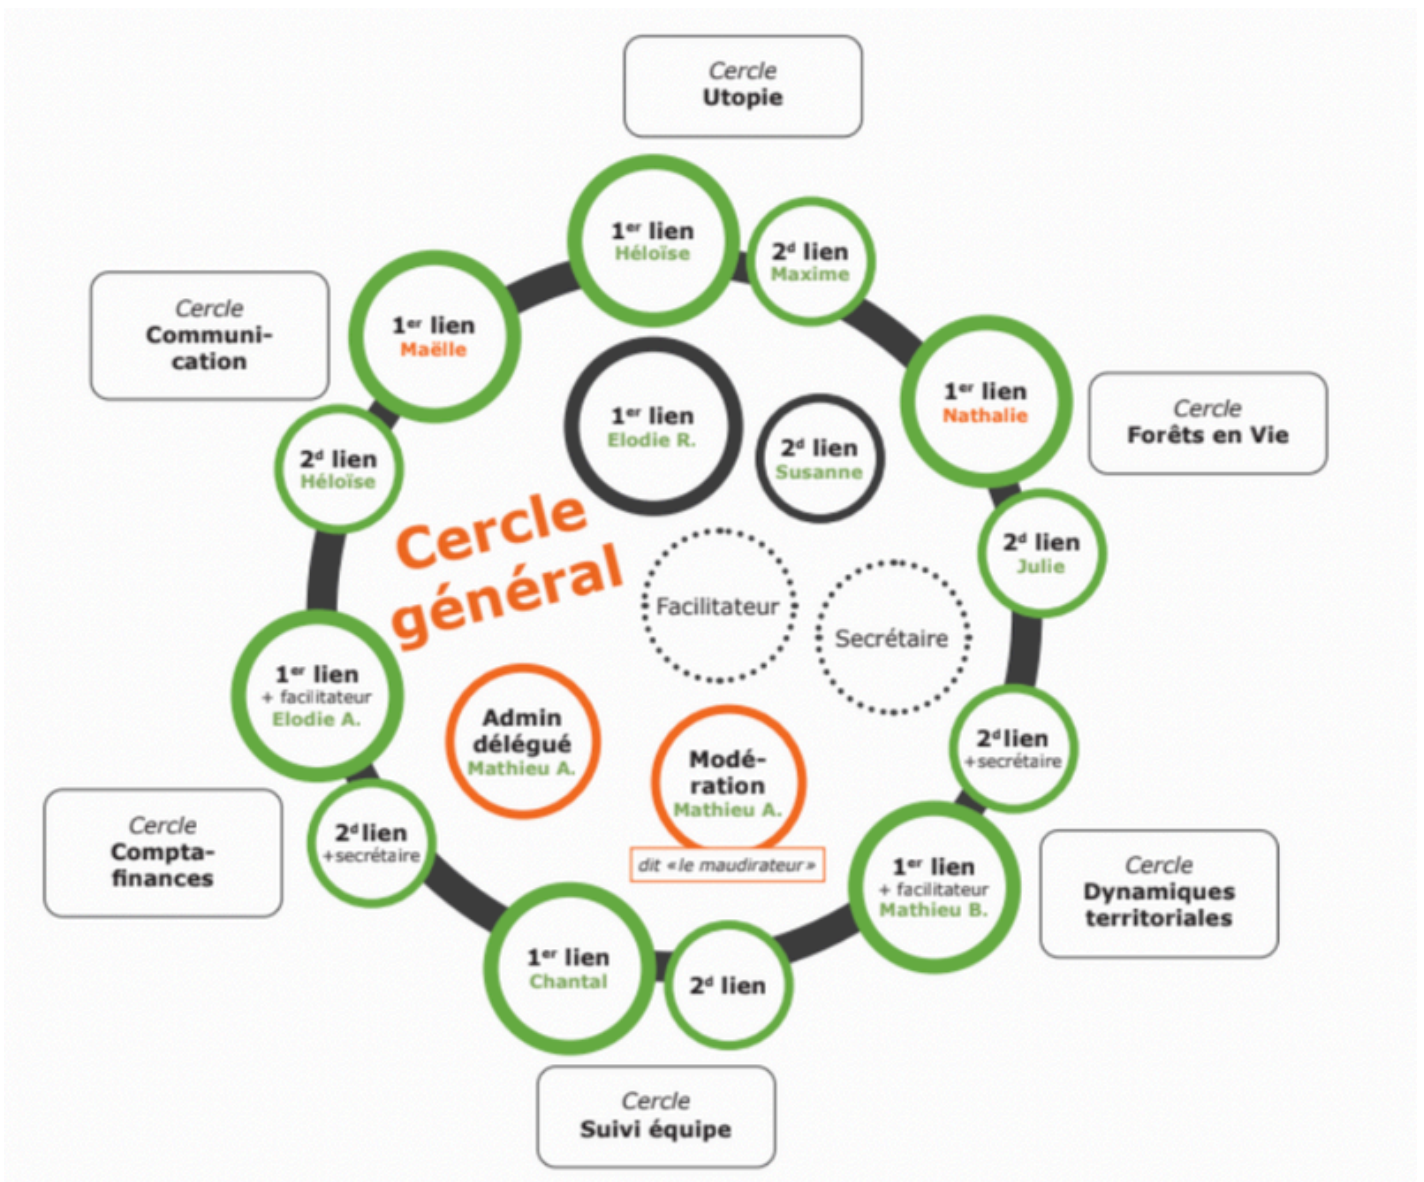 Cercle
Utopie
1er lien
Héloïse
2d lien
Maxime
Cercle
Communi-
cation
1er lien
Maëlle
2d lien
Héloïse
1er lien
Elodie R.
2d lien
Susanne
1er lien
Nathalie
Cercle
Forêts en Vie
2d lien
Julie
Cercle
général
Facilitateur
Secrétaire
1er lien
+ facilitateur
Elodie A.
Admin
délégué
Mathieu A.
Modé-
ration
Mathieu A.
dit «le maudirateur»
2d lien
+secrétaire
Cercle
Compta-
finances
2d lien
+secrétaire
1er lien
+ facilitateur
Mathieu B.
Cercle
Dynamiques
territoriales
1er lien
Chantal
2d lien
Cercle
Suivi équipe